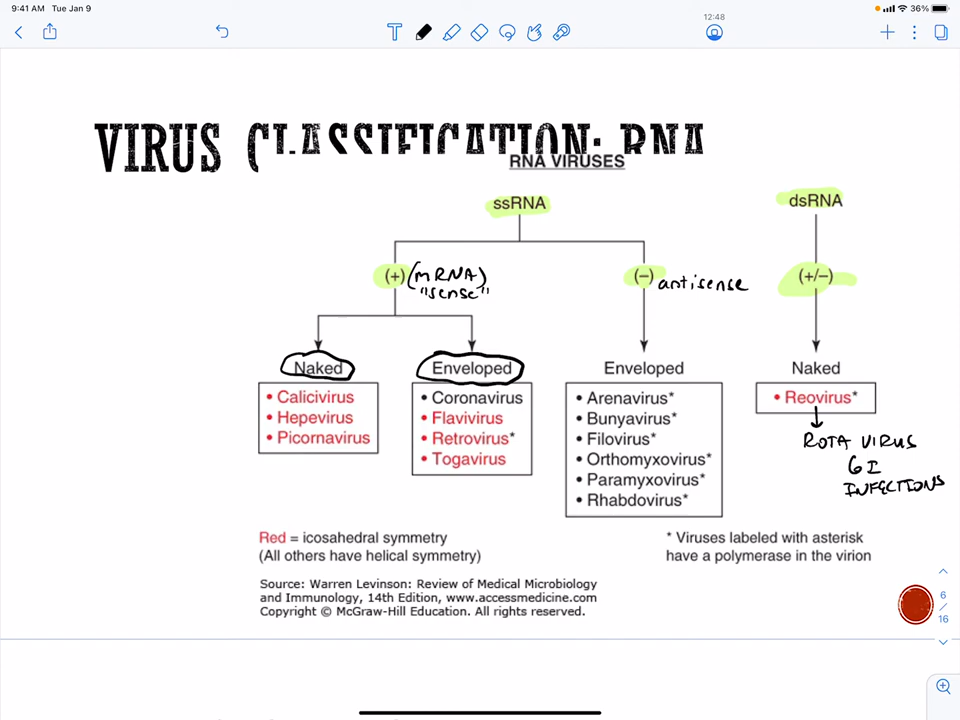 9:41 AM Tue Jan 9
12:48
36%
T
VIRUS CLASSIFICATION: RNA
RNA VIRUSES
ssRNA
dsRNA
(+) (mRNA)
"sense"
(–) antisense
(+/–)
Naked
Enveloped
Enveloped
Naked
• Calicivirus
• Hepevirus
• Picornavirus
• Coronavirus
• Flavivirus
• Retrovirus*
• Togavirus
• Arenavirus*
• Bunyavirus*
• Filovirus*
• Orthomyxovirus*
• Paramyxovirus*
• Rhabdovirus*
• Reovirus*
ROTA VIRUS
GI
INFECTIONS
Red = icosahedral symmetry
(All others have helical symmetry)
* Viruses labeled with asterisk
have a polymerase in the virion
Source: Warren Levinson: Review of Medical Microbiology
and Immunology, 14th Edition, www.accessmedicine.com
Copyright © McGraw-Hill Education. All rights reserved.
6
/
16